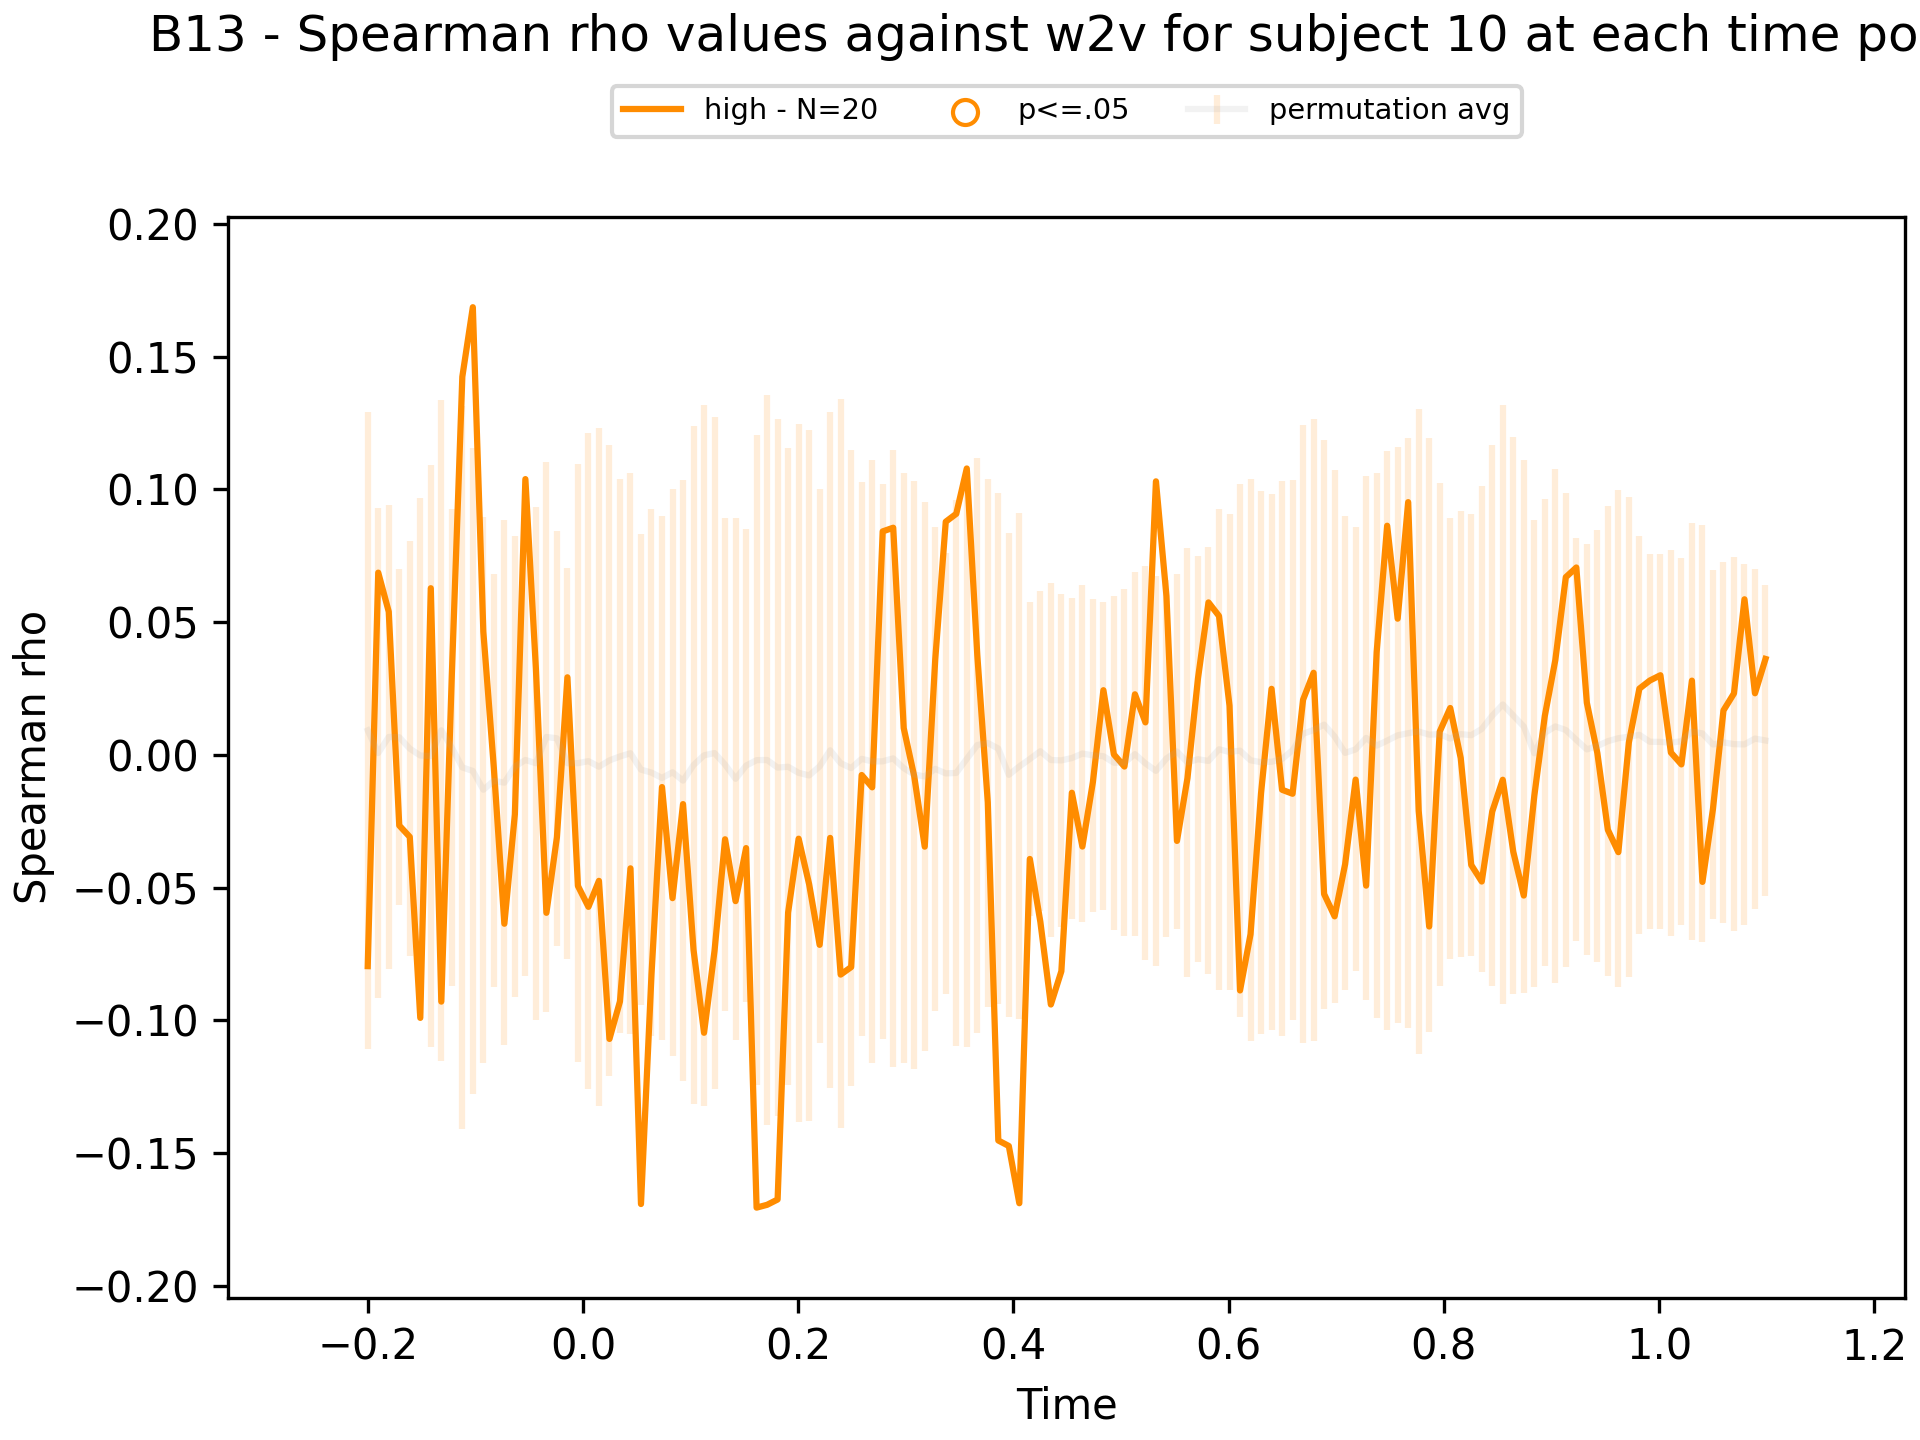 B13 - Spearman rho values against w2v for subject 10 at each time po
high - N=20 p<=.05 permutation avg
0.20
0.15
0.10
0.05
0.00
−0.05
−0.10
−0.15
−0.20
Spearman rho
−0.2 0.0 0.2 0.4 0.6 0.8 1.0 1.2
Time